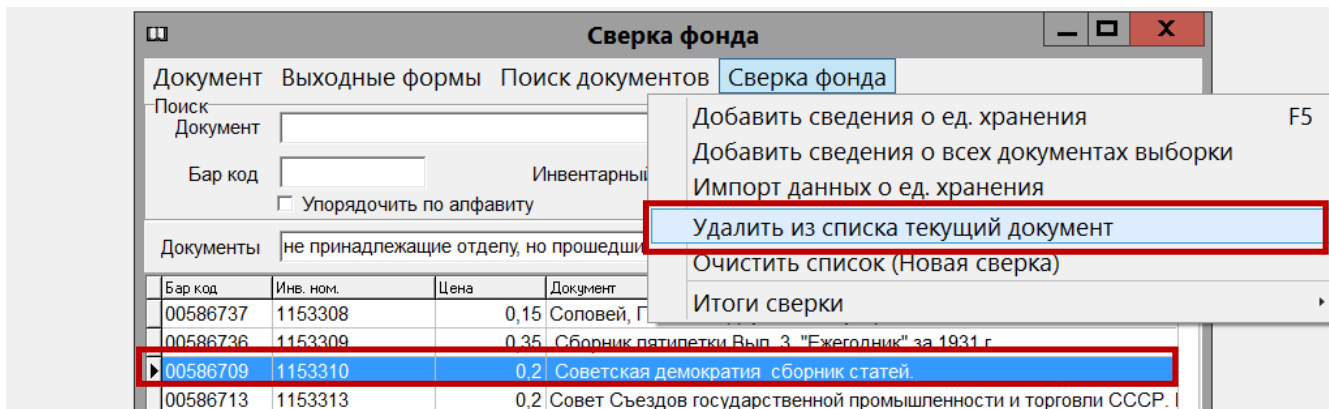 Сверка фонда
Документ Выходные формы Поиск документов Сверка фонда
Поиск
Документ
Бар код Инвентарный
Упорядочить по алфавиту
Документы не принадлежащие отделу, но
Добавить сведения о ед. хранения F5
Добавить сведения о всех документах выборки
Импорт данных о ед. хранения
Удалить из списка текущий документ
Очистить список (Новая сверка)
Итоги сверки
Бар код Инв. ном. Цена Документ
00586737 1153308 0,15 Соловей,
00586736 1153309 0,35 Сборник пятилетки Вып. 3. "Ежегодник" за 1931 г.
00586709 1153310 0,2 Советская демократия сборник статей.
00586713 1153313 0,2 Совет Съездов государственной промышленности и торговли СССР.